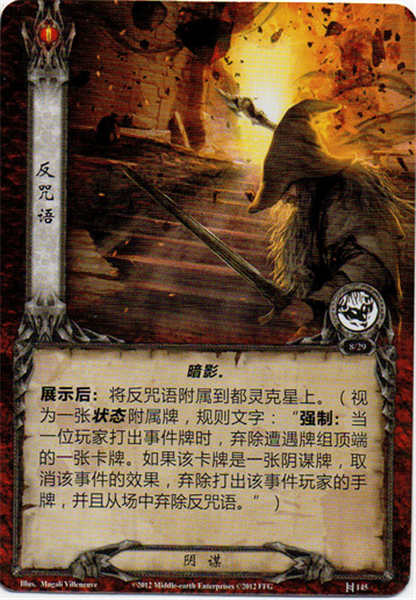 反咒语
8/29
暗影.
展示后：将反咒语附属到都灵克星上。（视
为一张状态附属牌，规则文字：“强制：当
一位玩家打出事件牌时，弃除遭遇牌组顶端
的一张卡牌。如果该卡牌是一张阴谋牌，取
消该事件的效果，弃除打出该事件玩家的手
牌，并且从场中弃除反咒语。”）
阴谋
Illus. Magali Villeneuve ©2012 Middle-earth Enterprises ©2012 FFG 145